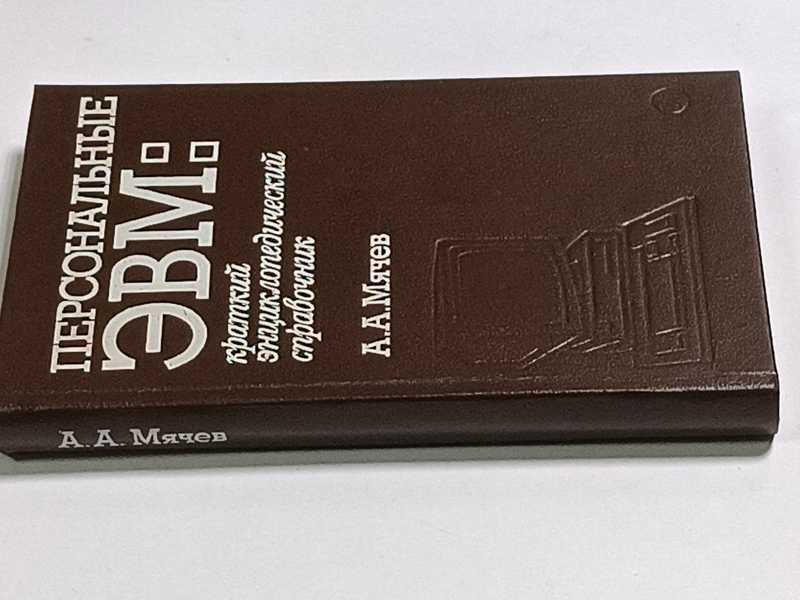 ПЕРСОНАЛЬНЫЕ
ЭВМ:
краткий
энциклопедический
справочник
А.А.Мячев
А. А. Мячев